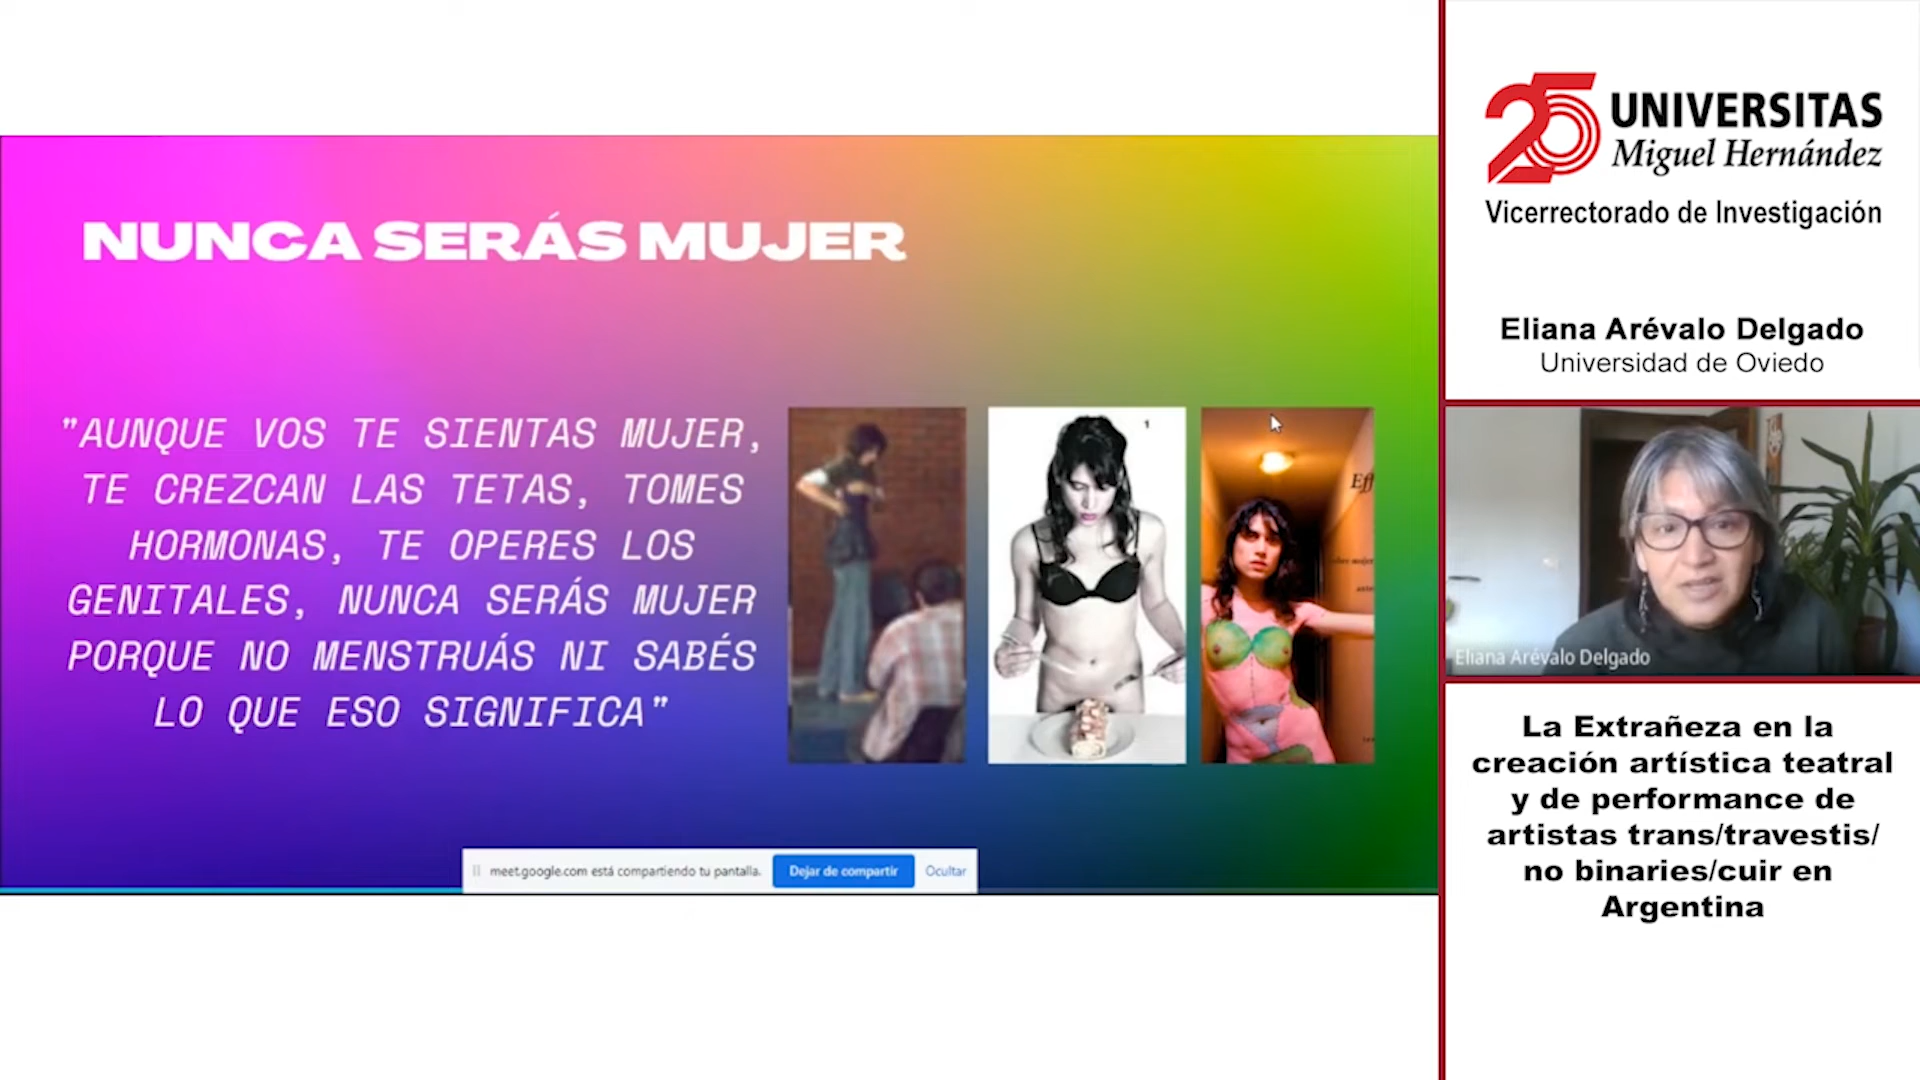 NUNCA SERÁS MUJER
"AUNQUE VOS TE SIENTAS MUJER,
TE CREZCAN LAS TETAS, TOMES
HORMONAS, TE OPERES LOS
GENITALES, NUNCA SERÁS MUJER
PORQUE NO MENSTRUÁS NI SABÉS
LO QUE ESO SIGNIFICA"
1
Eff
meet.google.com está compartiendo tu pantalla.
Dejar de compartir
Ocultar
25
UNIVERSITAS
Miguel Hernández
Vicerrectorado de Investigación
Eliana Arévalo Delgado
Universidad de Oviedo
Eliana Arévalo Delgado
La Extrañeza en la
creación artística teatral
y de performance de
artistas trans/travestis/
no binaries/cuir en
Argentina